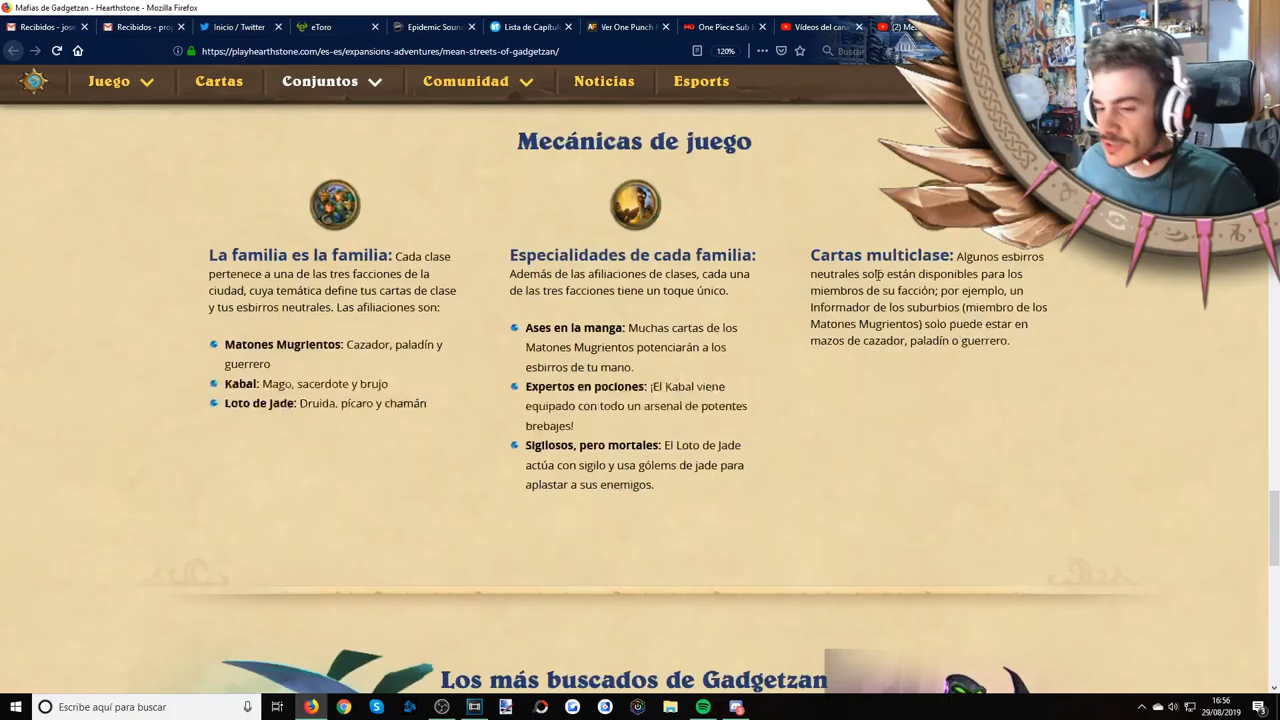 Mafias de Gadgetzan - Hearthstone - Mozilla Firefox
Recibidos - jos
Recibidos - pro
Inicio / Twitter
eToro
Epidemic Soun
Lista de Capítul
Ver One Punch
One Piece Sub
Vídeos del can
(2) Me
https://playhearthstone.com/es-es/expansions-adventures/mean-streets-of-gadgetzan/
120%
Buscar
Juego
Cartas
Conjuntos
Comunidad
Noticias
Esports
Mecánicas de juego
La familia es la familia: Cada clase
pertenece a una de las tres facciones de la
ciudad, cuya temática define tus cartas de clase
y tus esbirros neutrales. Las afiliaciones son:
Matones Mugrientos: Cazador, paladín y
guerrero
Kabal: Mago, sacerdote y brujo
Loto de Jade: Druida, pícaro y chamán
Especialidades de cada familia:
Además de las afiliaciones de clases, cada una
de las tres facciones tiene un toque único.
Ases en la manga: Muchas cartas de los
Matones Mugrientos potenciarán a los
esbirros de tu mano.
Expertos en pociones: ¡El Kabal viene
equipado con todo un arsenal de potentes
brebajes!
Sigilosos, pero mortales: El Loto de Jade
actúa con sigilo y usa gólems de jade para
aplastar a sus enemigos.
Cartas multiclase: Algunos esbirros
neutrales solo están disponibles para los
miembros de su facción; por ejemplo, un
Informador de los suburbios (miembro de los
Matones Mugrientos) solo puede estar en
mazos de cazador, paladín o guerrero.
Los más buscados de Gadgetzan
Escribe aquí para buscar
16:56
29/08/2019
3